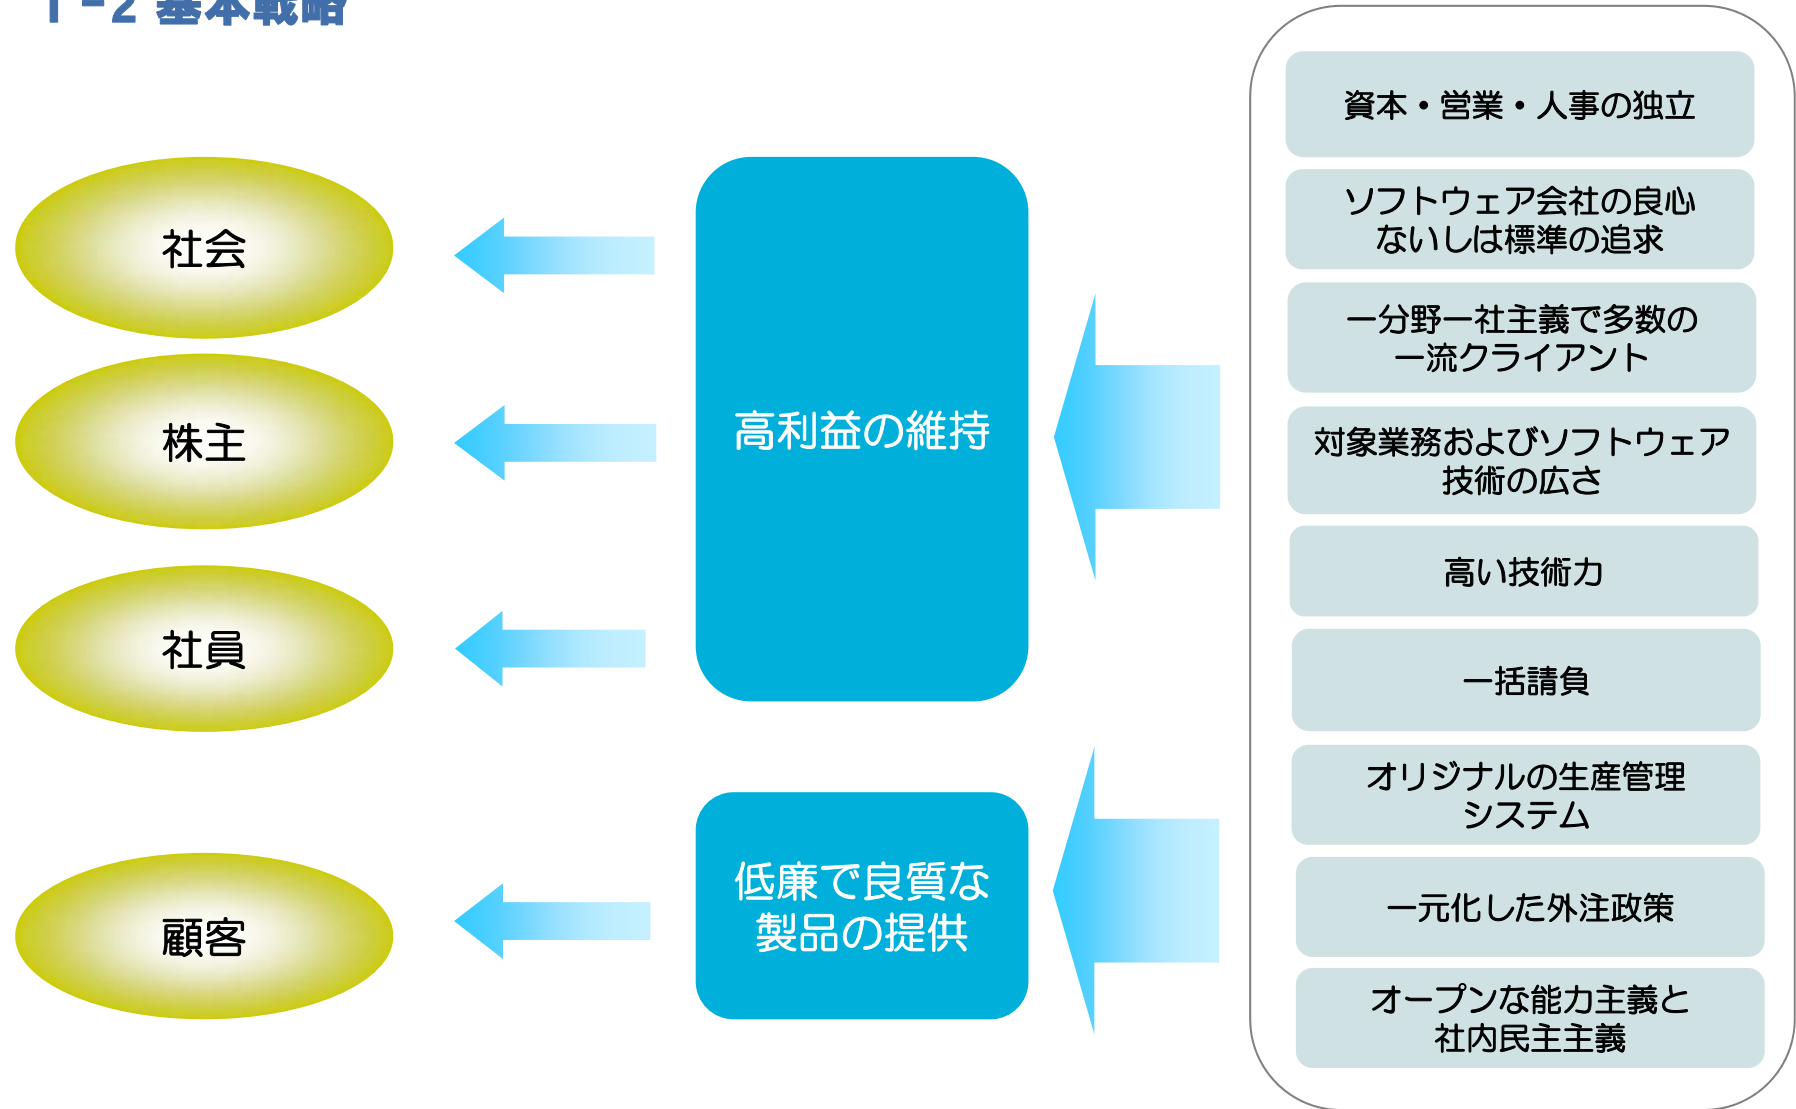 1-2 基本戦略
社会
株主
社員
顧客
高利益の維持
低廉で良質な
製品の提供
資本・営業・人事の独立
ソフトウェア会社の良心
ないしは標準の追求
一分野一社主義で多数の
一流クライアント
対象業務およびソフトウェア
技術の広さ
高い技術力
一括請負
オリジナルの生産管理
システム
一元化した外注政策
オープンな能力主義と
社内民主主義